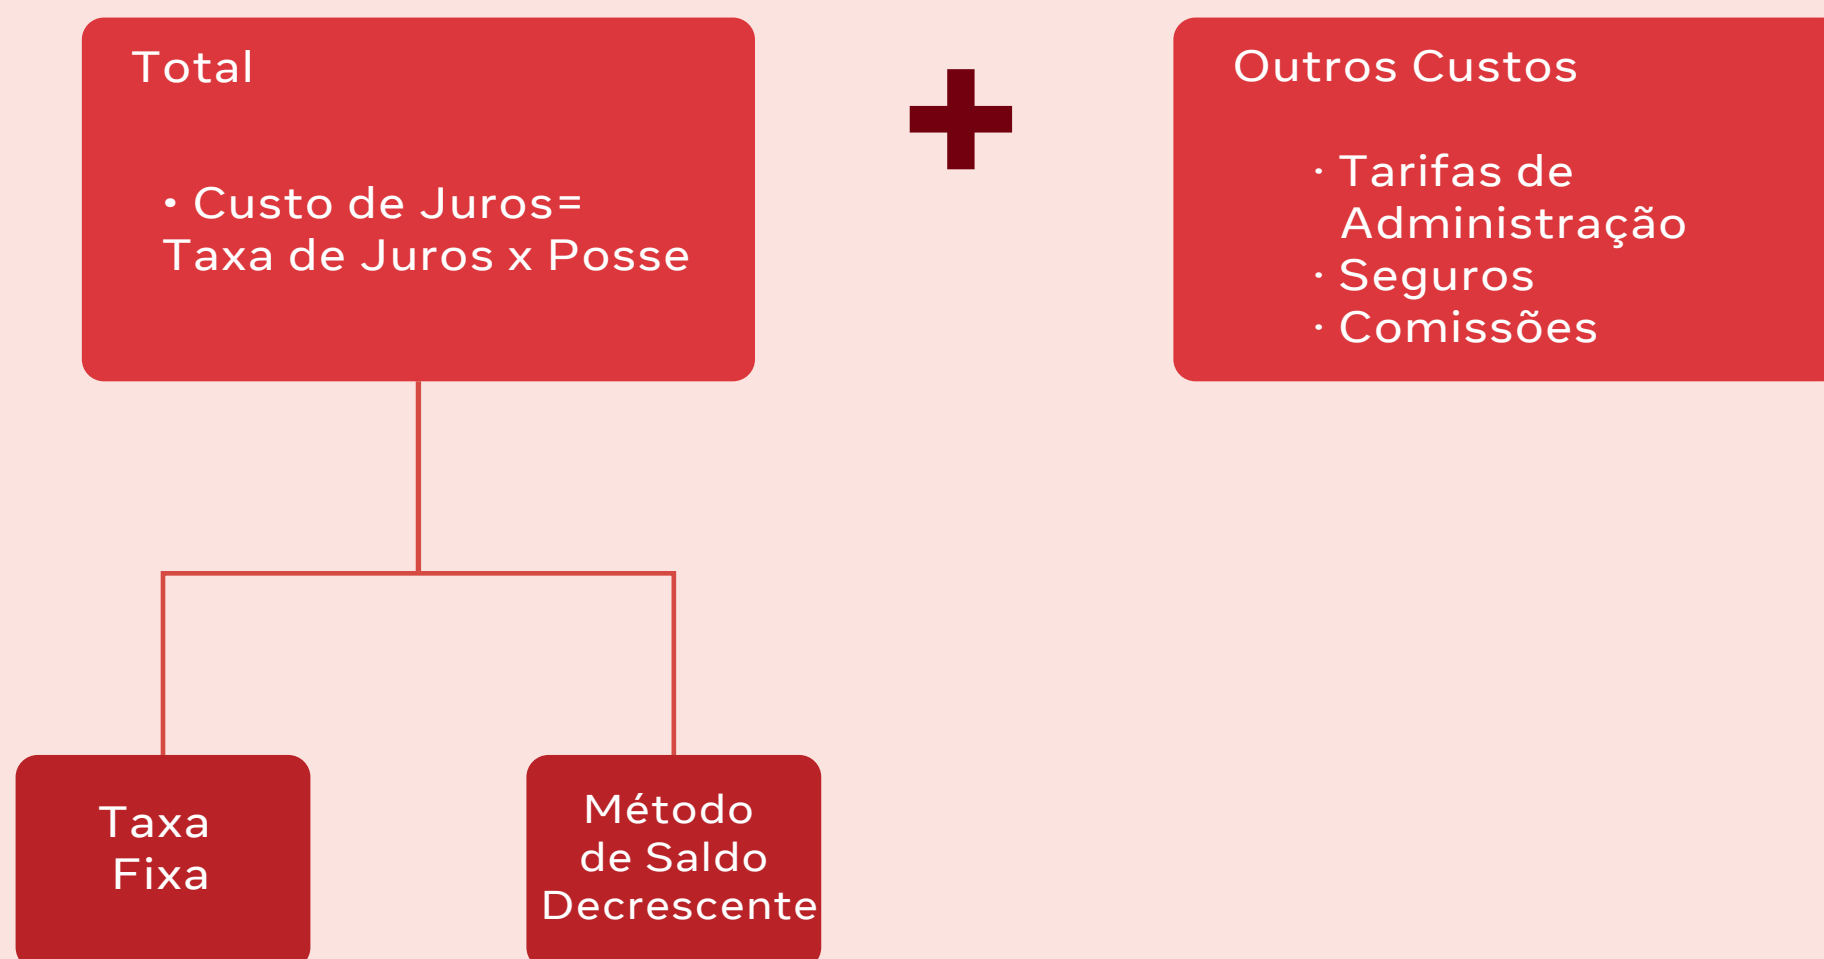 Total
• Custo de Juros=
Taxa de Juros x Posse
Outros Custos
· Tarifas de
Administração
· Seguros
· Comissões
Taxa
Fixa
Método
de Saldo
Decrescente